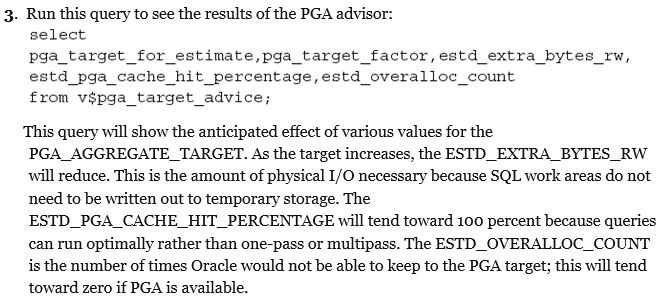 3. Run this query to see the results of the PGA advisor:
select
pga_target_for_estimate,pga_target_factor,estd_extra_bytes_rw,
estd_pga_cache_hit_percentage,estd_overalloc_count
from v$pga_target_advice;
This query will show the anticipated effect of various values for the
PGA_AGGREGATE_TARGET. As the target increases, the ESTD_EXTRA_BYTES_RW
will reduce. This is the amount of physical I/O necessary because SQL work areas do not
need to be written out to temporary storage. The
ESTD_PGA_CACHE_HIT_PERCENTAGE will tend toward 100 percent because queries
can run optimally rather than one-pass or multipass. The ESTD_OVERALLOC_COUNT
is the number of times Oracle would not be able to keep to the PGA target; this will tend
toward zero if PGA is available.